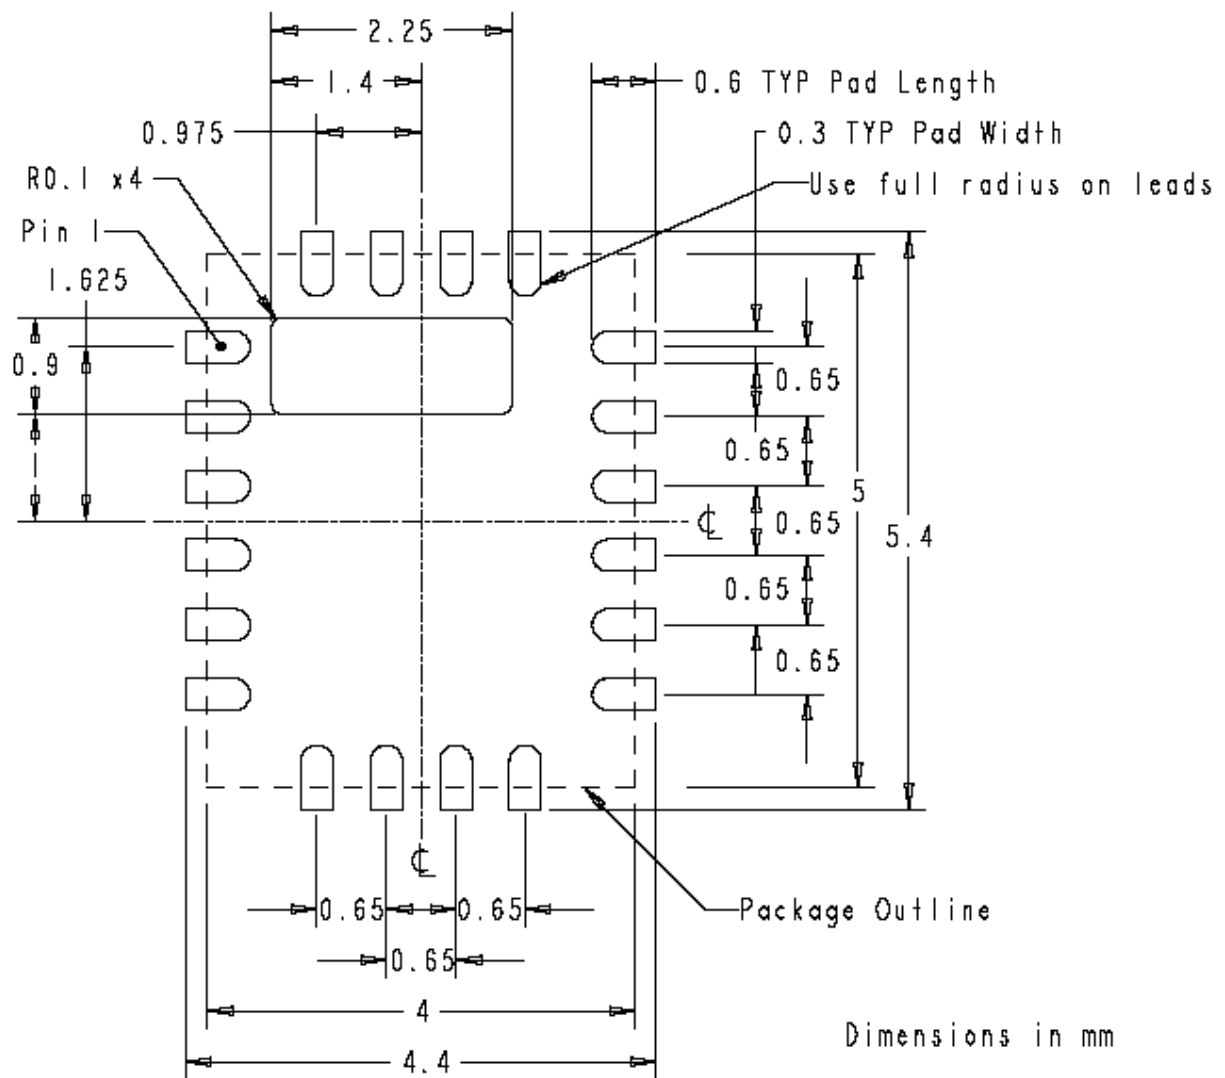 2.25
1.4
0.6 TYP Pad Length
0.975
0.3 TYP Pad Width
R0.1 x4
Use full radius on leads
Pin 1
1.625
0.9
0.65
0.65
5
0.65
℄
5.4
0.65
0.65
℄
0.65
0.65
Package Outline
0.65
4
Dimensions in mm
4.4